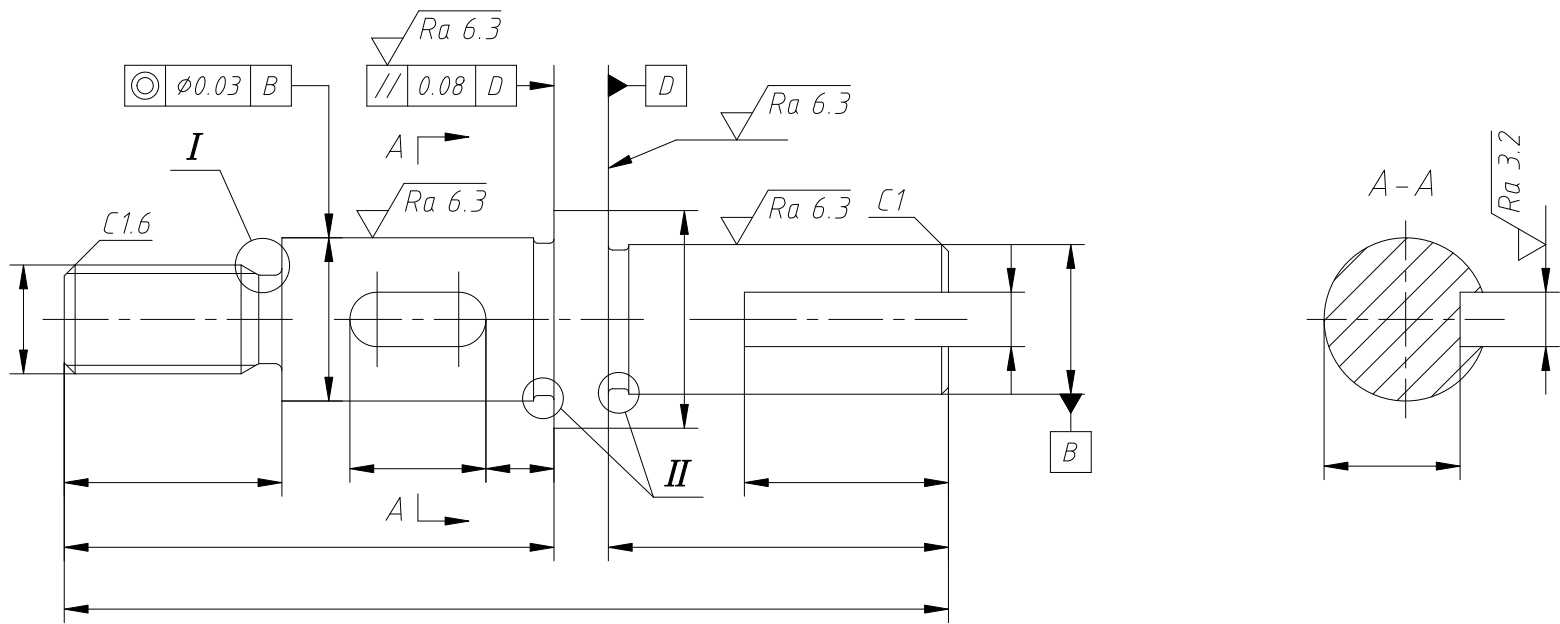 Ra 6.3
⌀0.03 B
// 0.08 D
D
Ra 6.3
A
I
Ra 3.2
A-A
C1.6
Ra 6.3
Ra 6.3
C1
B
II
A